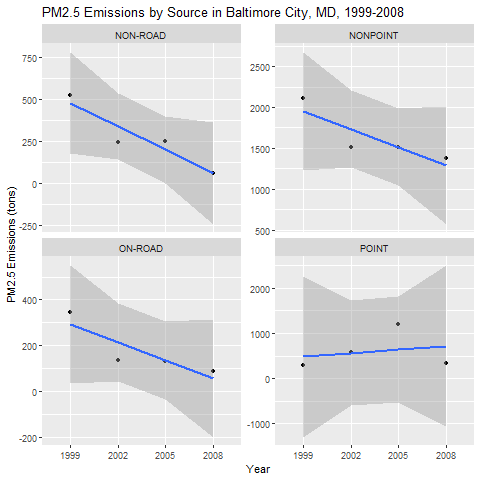 PM2.5 Emissions by Source in Baltimore City, MD, 1999-2008
NON-ROAD
NONPOINT
750
500
250
0
-250
2500
2000
1500
1000
500
PM2.5 Emissions (tons)
ON-ROAD
POINT
400
200
0
-200
2000
1000
0
-1000
1999 2002 2005 2008
1999 2002 2005 2008
Year